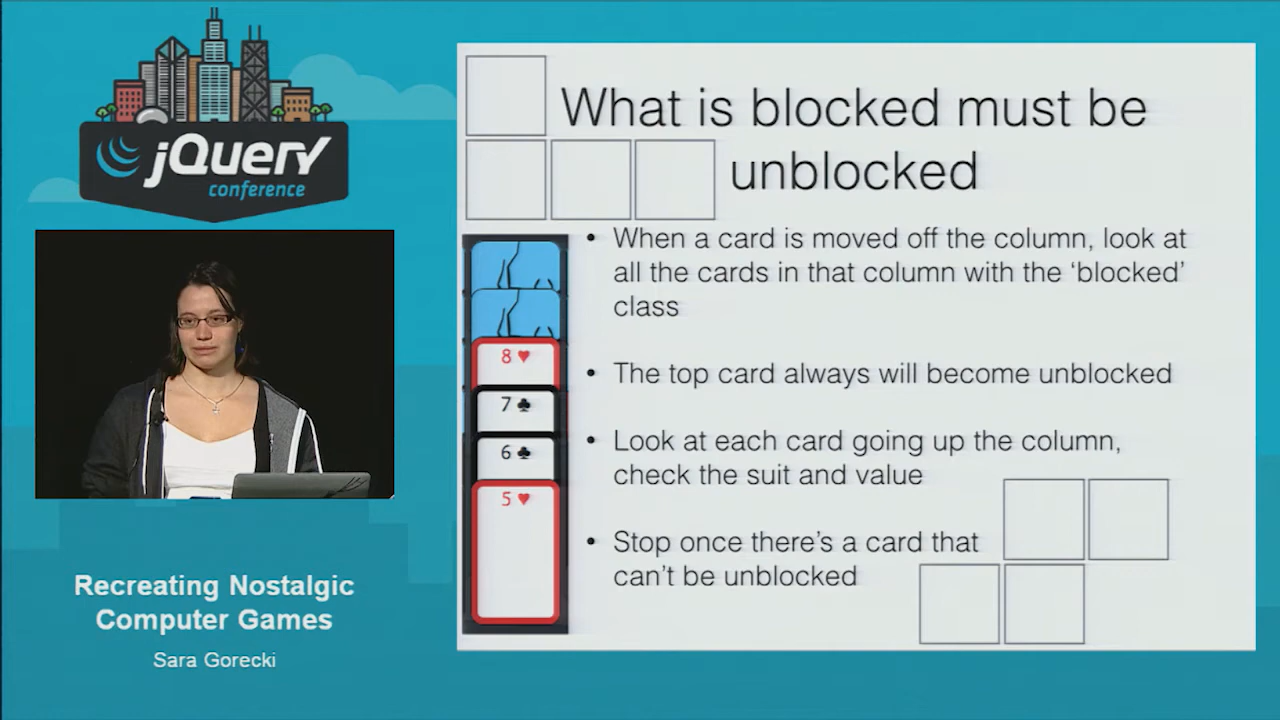 jQuery
conference
Recreating Nostalgic
Computer Games
Sara Gorecki
What is blocked must be
unblocked
8♥
7♣
6♣
5♥
• When a card is moved off the column, look at
all the cards in that column with the ‘blocked’
class
• The top card always will become unblocked
• Look at each card going up the column,
check the suit and value
• Stop once there’s a card that
can’t be unblocked